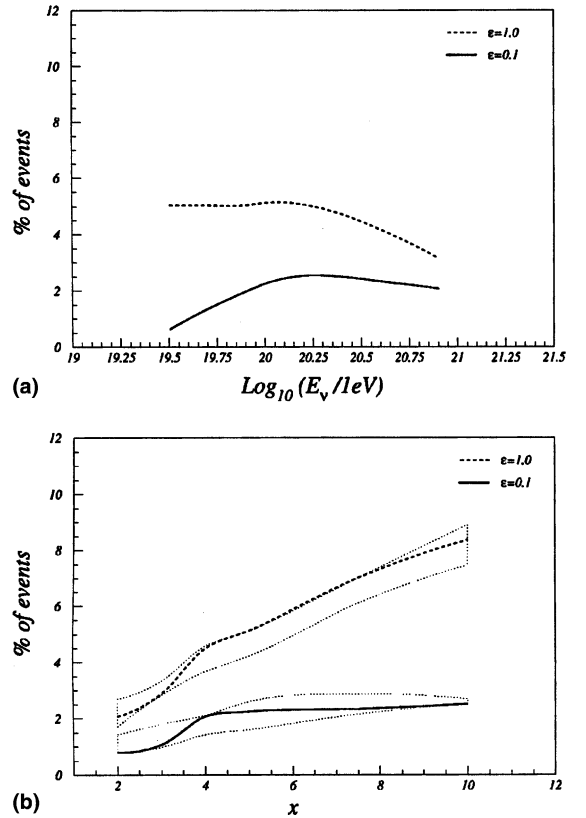 12
10
8
6
4
2
0
% of events
ε=1.0
ε=0.1
19 19.25 19.5 19.75 20 20.25 20.5 20.75 21 21.25 21.5
(a)
Log10(Eν/1eV)
12
10
8
6
4
2
0
% of events
ε=1.0
ε=0.1
2 4 6 8 10 12
(b)
x